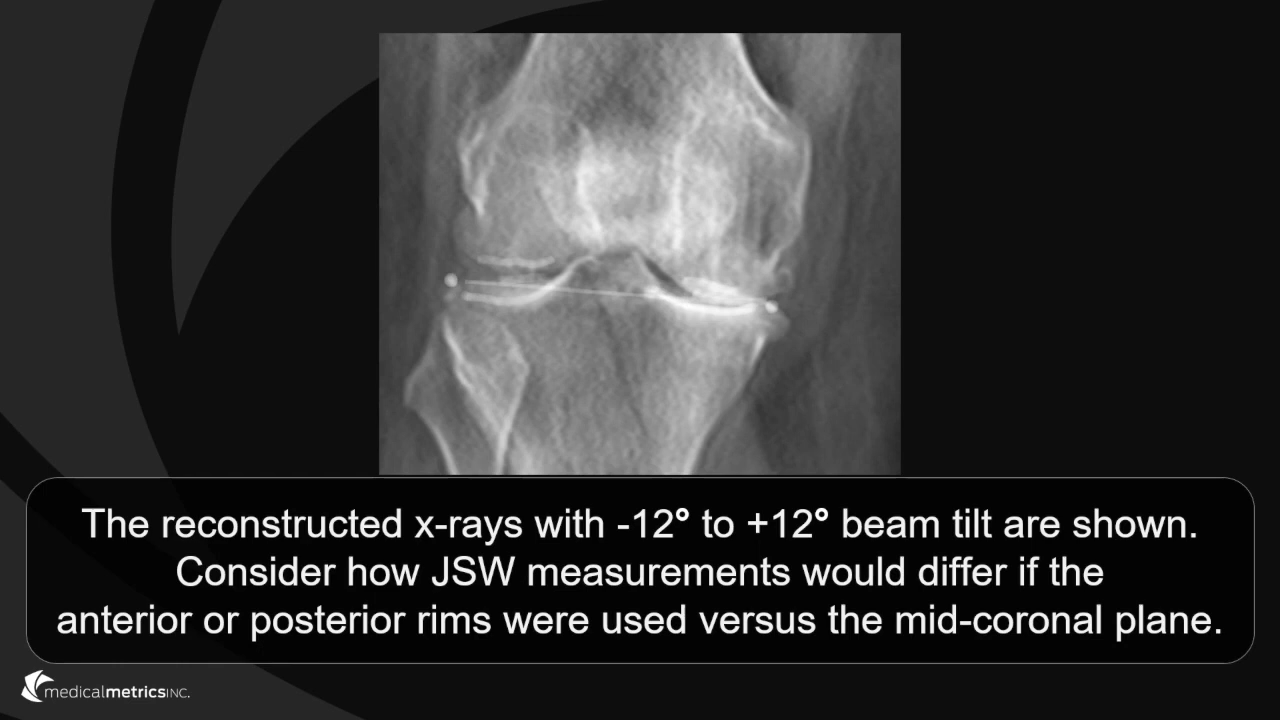 The reconstructed x-rays with -12° to +12° beam tilt are shown.
Consider how JSW measurements would differ if the
anterior or posterior rims were used versus the mid-coronal plane.
medicalmetricsINC.